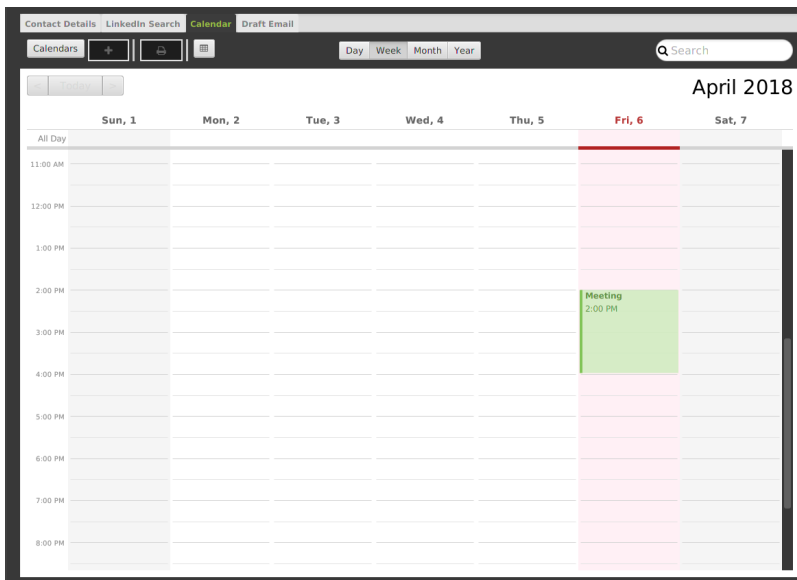 Contact Details LinkedIn Search Calendar Draft Email
Calendars + Day Week Month Year Search
< Today > April 2018
Sun, 1 Mon, 2 Tue, 3 Wed, 4 Thu, 5 Fri, 6 Sat, 7
All Day
11:00 AM
12:00 PM
1:00 PM
2:00 PM Meeting
2:00 PM
3:00 PM
4:00 PM
5:00 PM
6:00 PM
7:00 PM
8:00 PM